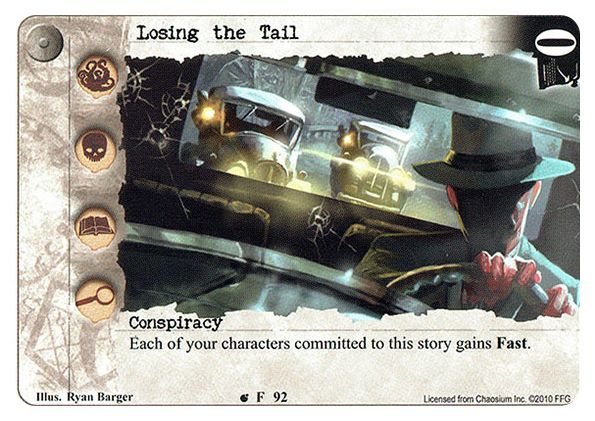 Losing the Tail
0
Conspiracy
Each of your characters committed to this story gains Fast.
Illus. Ryan Barger
F 92
Licensed from Chaosium Inc. ©2010 FFG